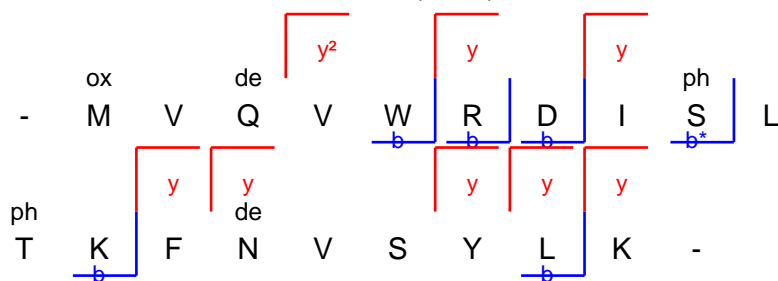 y² y y
ox de ph
- M V Q V W R D I S L
b b b b*
y y y y y
ph de
T K F N V S Y L K -
b b